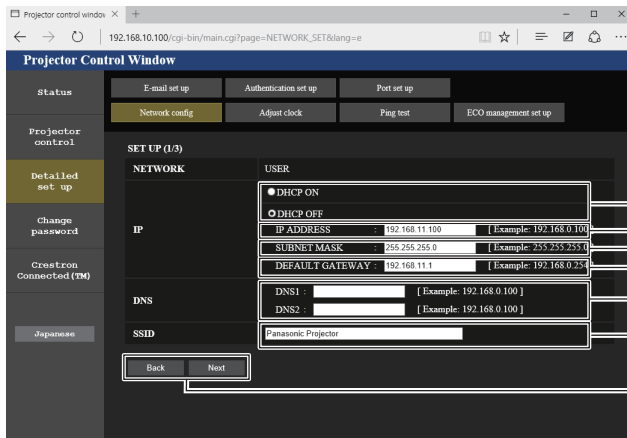 Projector control window
192.168.10.100/cgi-bin/main.cgi?page=NETWORK_SET&lang=e
Projector Control Window
Status
Projector
control
Detailed
set up
Change
password
Crestron
Connected(TM)
Japanese
E-mail set up
Authentication set up
Port set up
Network config
Adjust clock
Ping test
ECO management set up
SET UP (1/3)
NETWORK USER
IP
DHCP ON
DHCP OFF
IP ADDRESS : 192.168.11.100 [ Example: 192.168.0.100 ]
SUBNET MASK : 255.255.255.0 [ Example: 255.255.255.0 ]
DEFAULT GATEWAY : 192.168.11.1 [ Example: 192.168.0.254 ]
DNS
DNS1 : [ Example: 192.168.0.100 ]
DNS2 : [ Example: 192.168.0.100 ]
SSID Panasonic Projector
Back Next